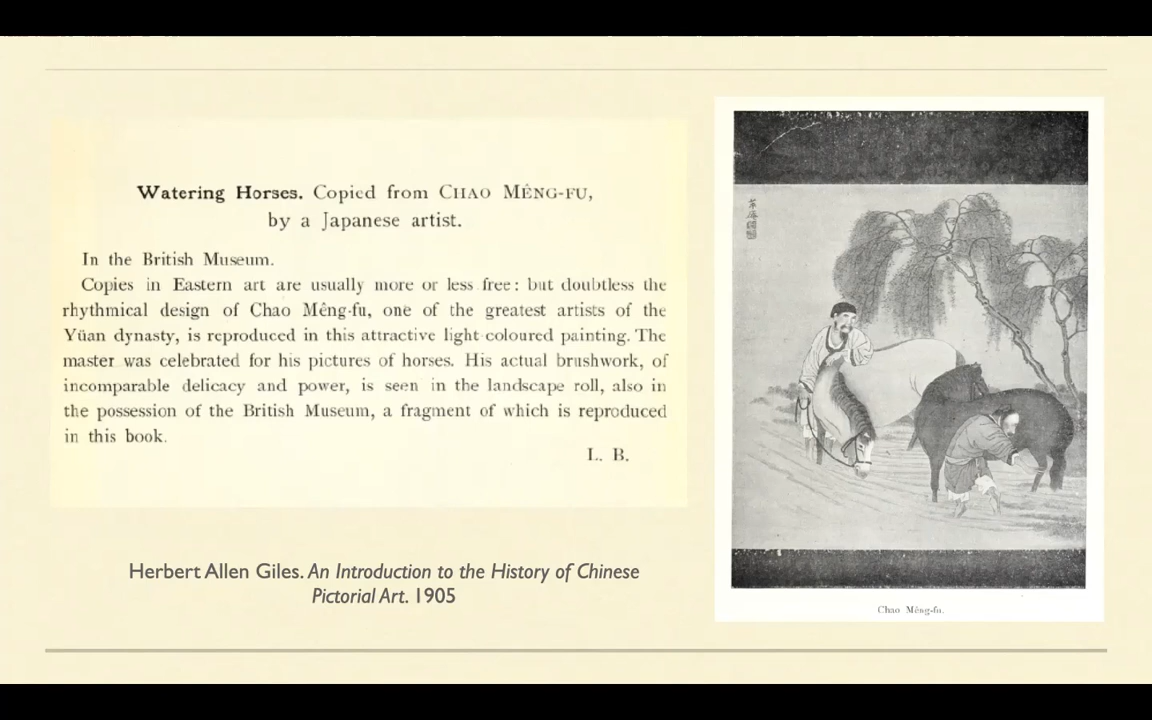 Watering Horses. Copied from CHAO MÊNG-FU,
by a Japanese artist.
In the British Museum.
Copies in Eastern art are usually more or less free: but doubtless the
rhythmical design of Chao Mêng-fu, one of the greatest artists of the
Yüan dynasty, is reproduced in this attractive light-coloured painting. The
master was celebrated for his pictures of horses. His actual brushwork, of
incomparable delicacy and power, is seen in the landscape roll, also in
the possession of the British Museum, a fragment of which is reproduced
in this book.
L. B.
Herbert Allen Giles. An Introduction to the History of Chinese
Pictorial Art. 1905
Chao Mêng-fu.